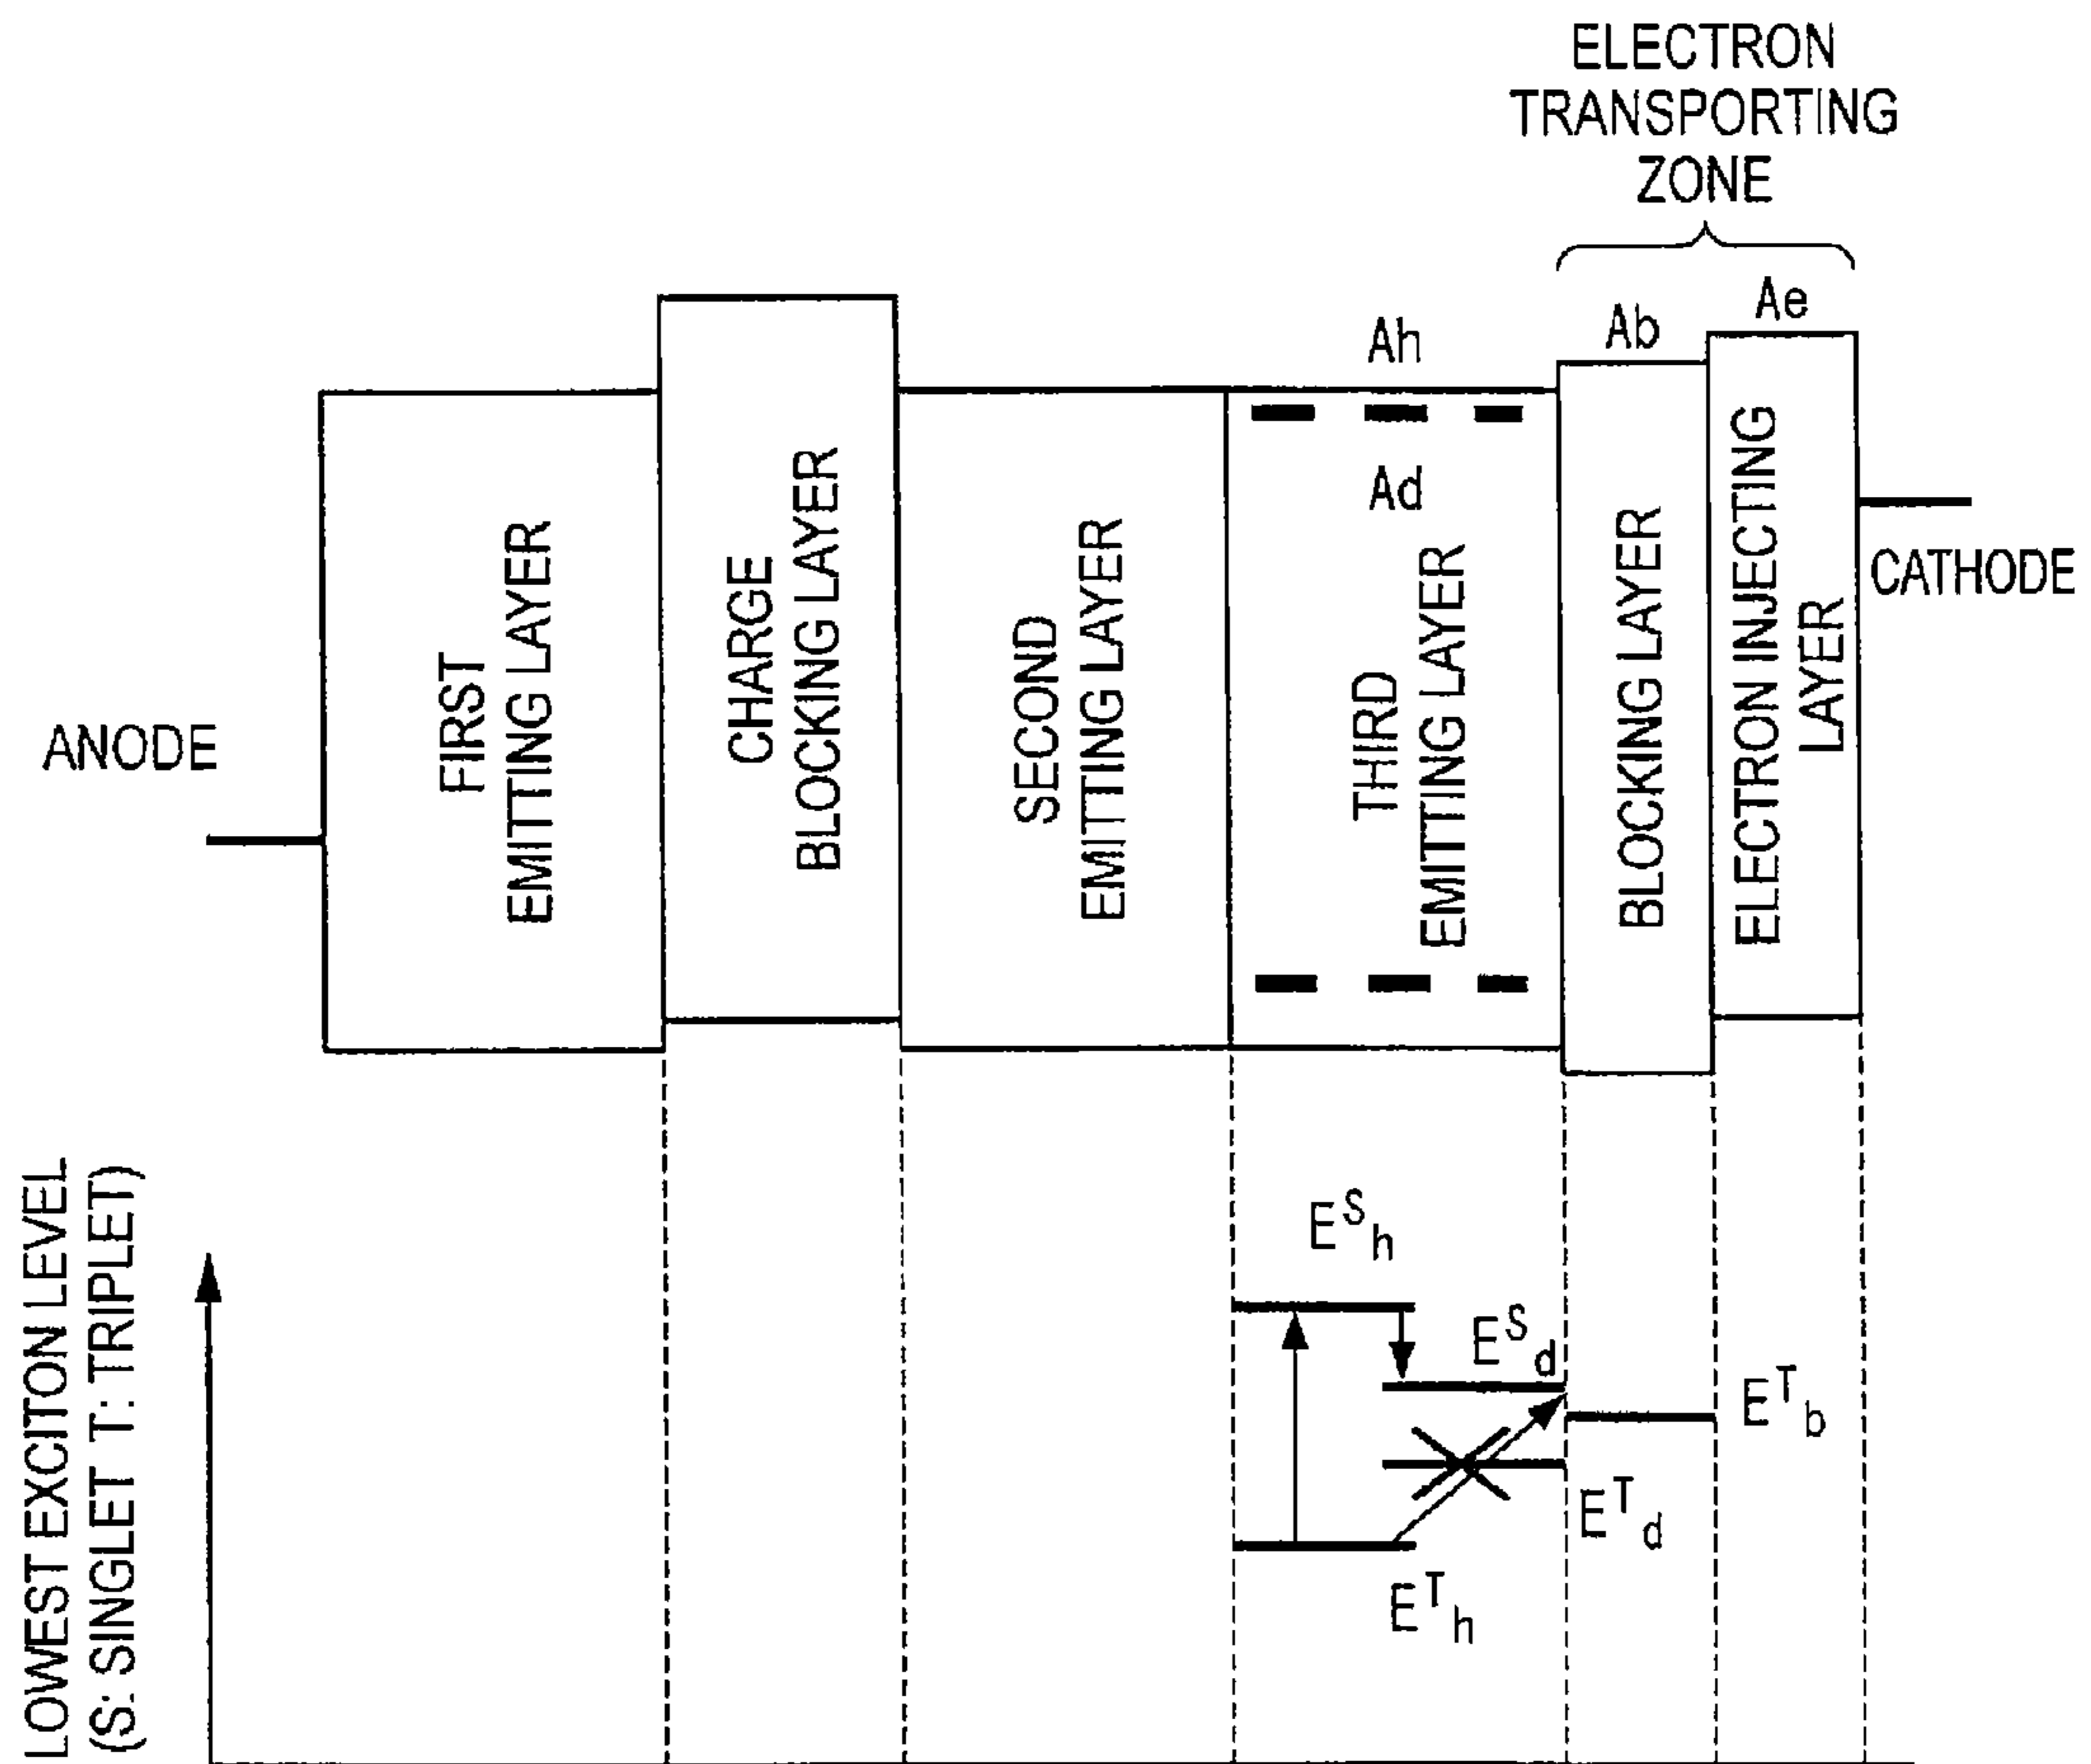 ELECTRON
TRANSPORTING
ZONE
Ae
Ab
Ah
Ad
ANODE
FIRST
EMITTING LAYER
CHARGE
BLOCKING LAYER
SECOND
EMITTING LAYER
THIRD
EMITTING LAYER
BLOCKING LAYER
ELECTRON INJECTING
LAYER
CATHODE
LOWEST EXCITON LEVEL
(S: SINGLET T: TRIPLET)
E^S_h
E^S_d
E^T_b
E^T_d
E^T_h